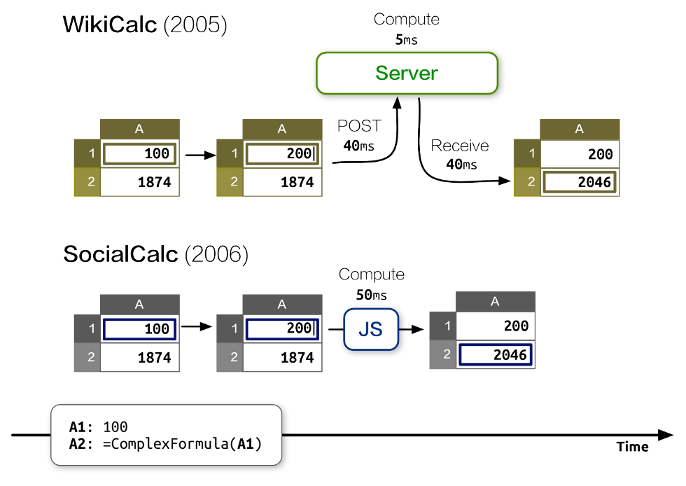 WikiCalc (2005)
Compute
5ms
Server
A
1 100
2 1874
A
1 200
2 1874
POST
40ms
Receive
40ms
A
1 200
2 2046
SocialCalc (2006)
Compute
50ms
A
1 100
2 1874
A
1 200
2 1874
JS
A
1 200
2 2046
A1: 100
A2: =ComplexFormula(A1)
Time